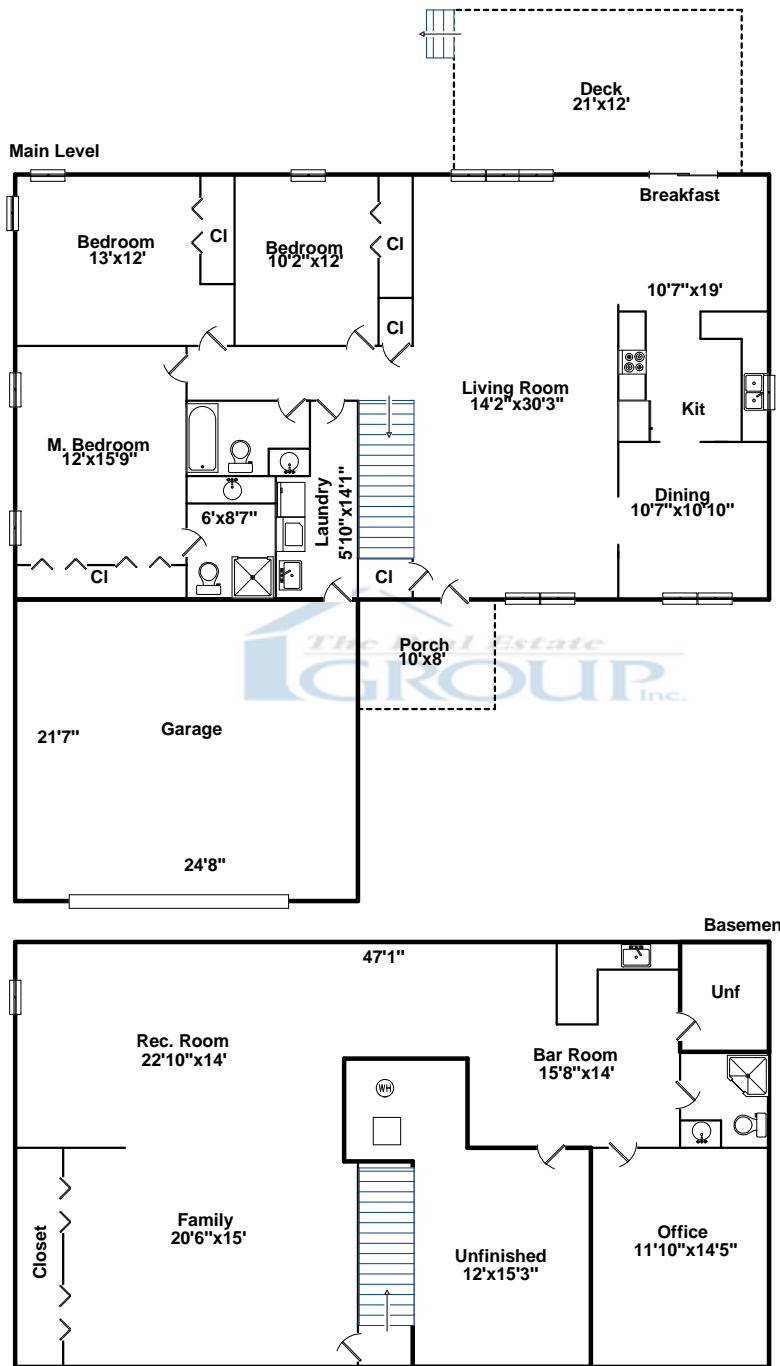 Deck
21'x12'
Main Level
Breakfast
Bedroom
13'x12'
Cl
Bedroom
10'2"x12'
Cl
Cl
10'7"x19'
Living Room
14'2"x30'3"
Kit
M. Bedroom
12'x15'9"
6'x8'7"
Laundry
5'10"x14'1"
Dining
10'7"x10'10"
Cl
Cl
The Real Estate
GROUP Inc.
Porch
10'x8'
21'7"
Garage
24'8"
Basemen
47'1"
Unf
Rec. Room
22'10"x14'
Bar Room
15'8"x14'
WH
Closet
Family
20'6"x15'
Unfinished
12'x15'3"
Office
11'10"x14'5"